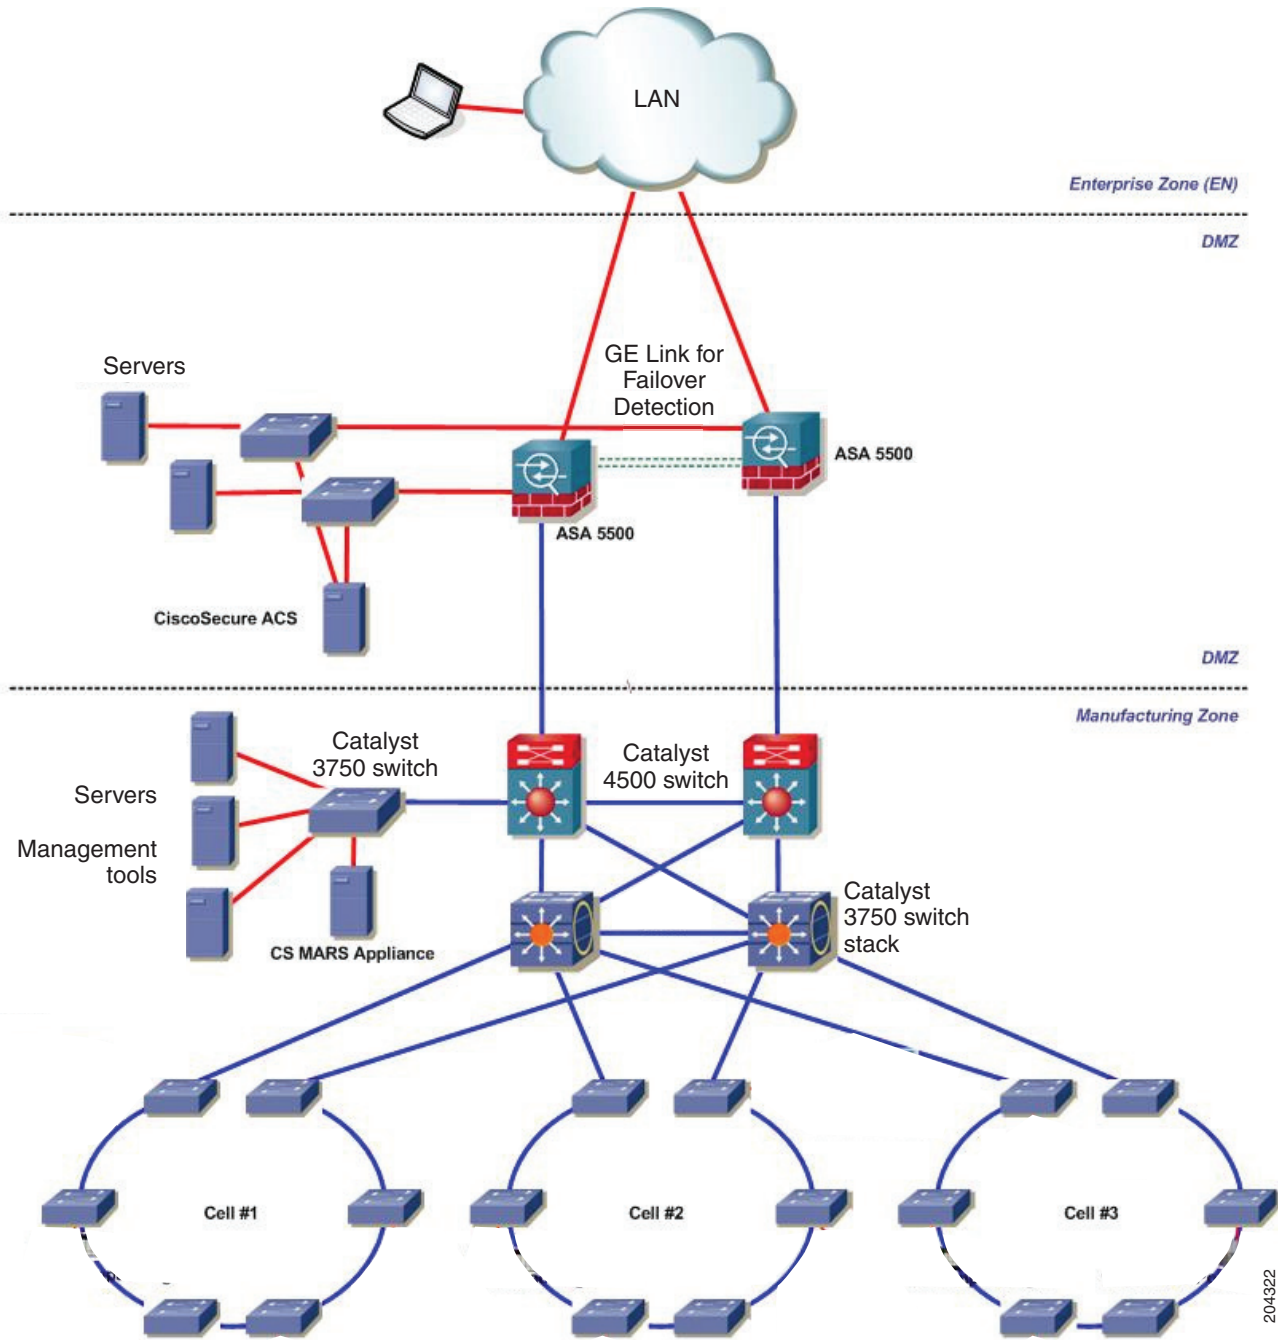 LAN
Enterprise Zone (EN)
DMZ
GE Link for
Failover
Detection
Servers
ASA 5500
ASA 5500
CiscoSecure ACS
DMZ
Manufacturing Zone
Catalyst
3750 switch
Catalyst
4500 switch
Servers
Management
tools
Catalyst
3750 switch
stack
CS MARS Appliance
Cell #1
Cell #2
Cell #3
204322